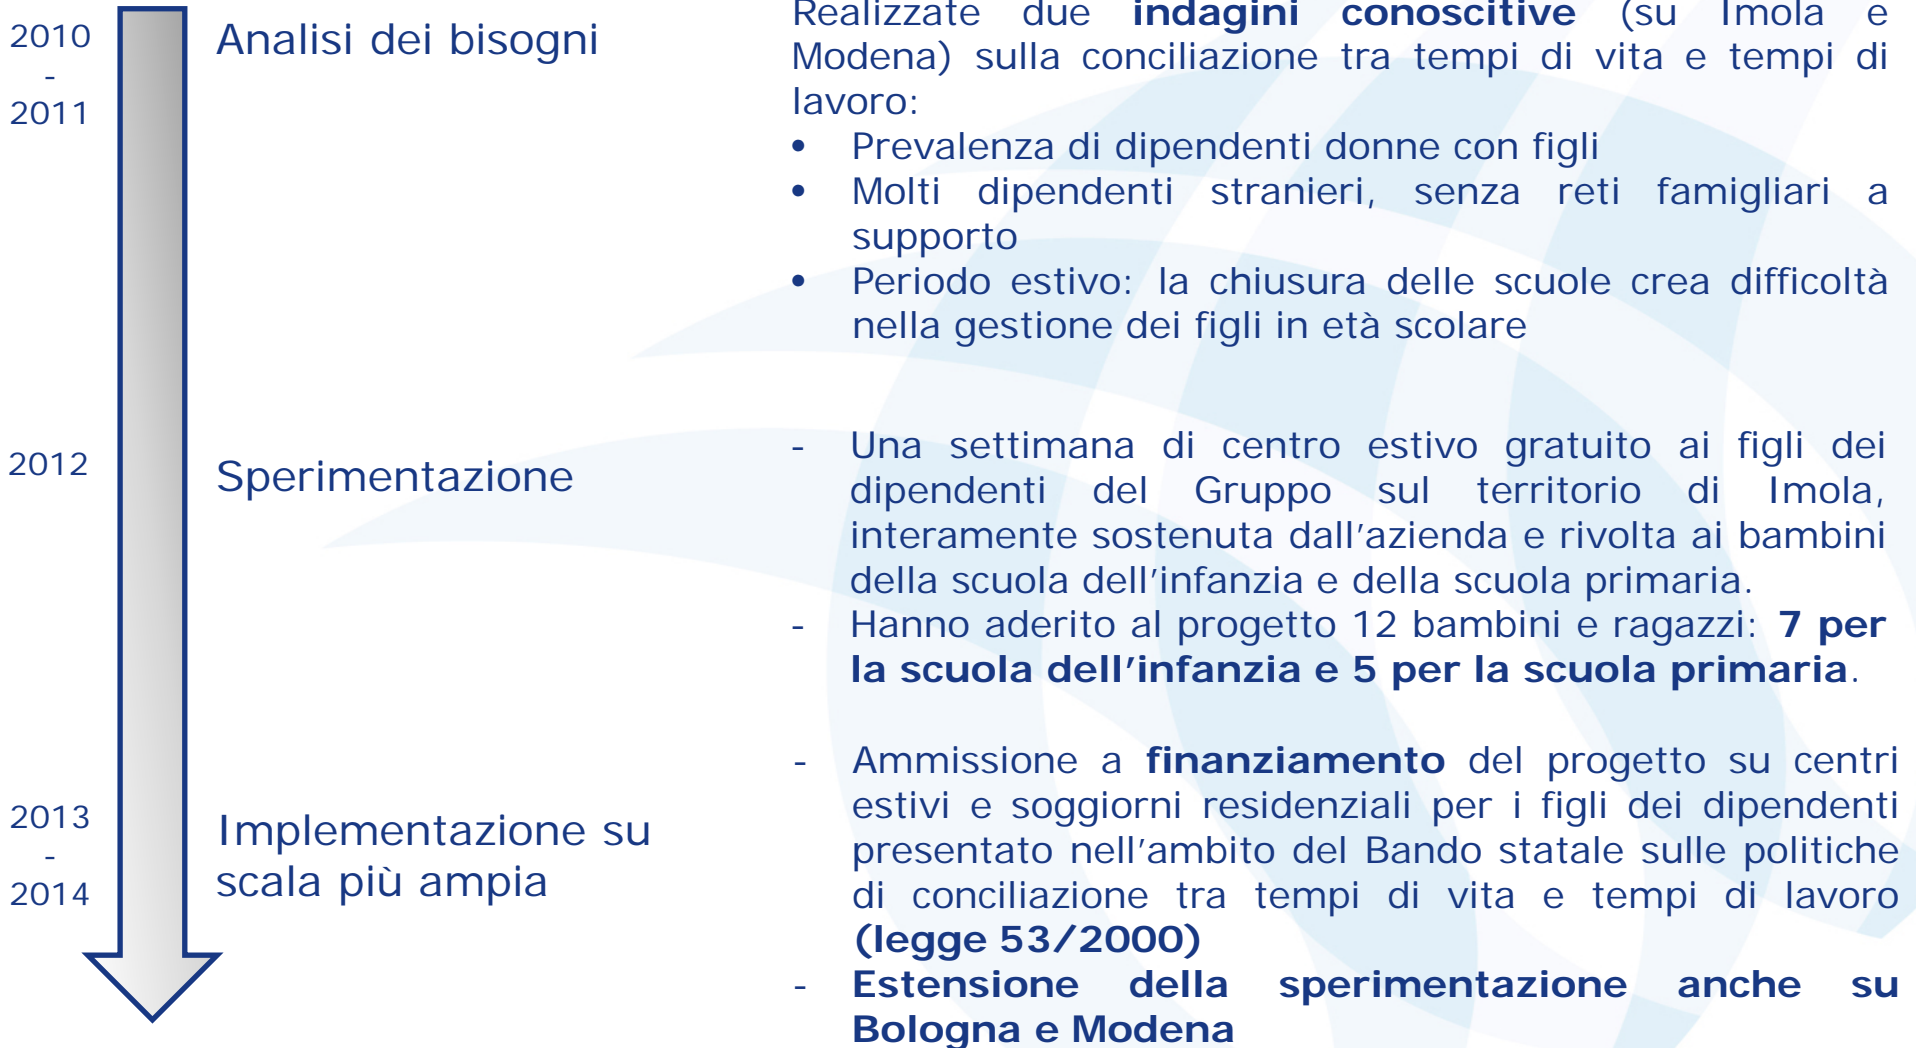 2010
-
2011
Analisi dei bisogni
Realizzate due indagini conoscitive (su Imola e
Modena) sulla conciliazione tra tempi di vita e tempi di
lavoro:
• Prevalenza di dipendenti donne con figli
• Molti dipendenti stranieri, senza reti famigliari a
supporto
• Periodo estivo: la chiusura delle scuole crea difficoltà
nella gestione dei figli in età scolare
2012
Sperimentazione
- Una settimana di centro estivo gratuito ai figli dei
dipendenti del Gruppo sul territorio di Imola,
interamente sostenuta dall'azienda e rivolta ai bambini
della scuola dell'infanzia e della scuola primaria.
- Hanno aderito al progetto 12 bambini e ragazzi: 7 per
la scuola dell'infanzia e 5 per la scuola primaria.
2013
-
2014
Implementazione su
scala più ampia
- Ammissione a finanziamento del progetto su centri
estivi e soggiorni residenziali per i figli dei dipendenti
presentato nell'ambito del Bando statale sulle politiche
di conciliazione tra tempi di vita e tempi di lavoro
(legge 53/2000)
- Estensione della sperimentazione anche su
Bologna e Modena